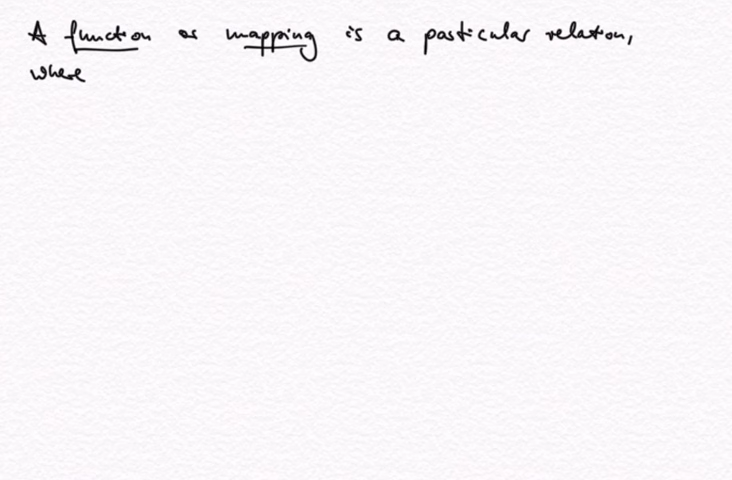 A function or mapping is a particular relation,
where